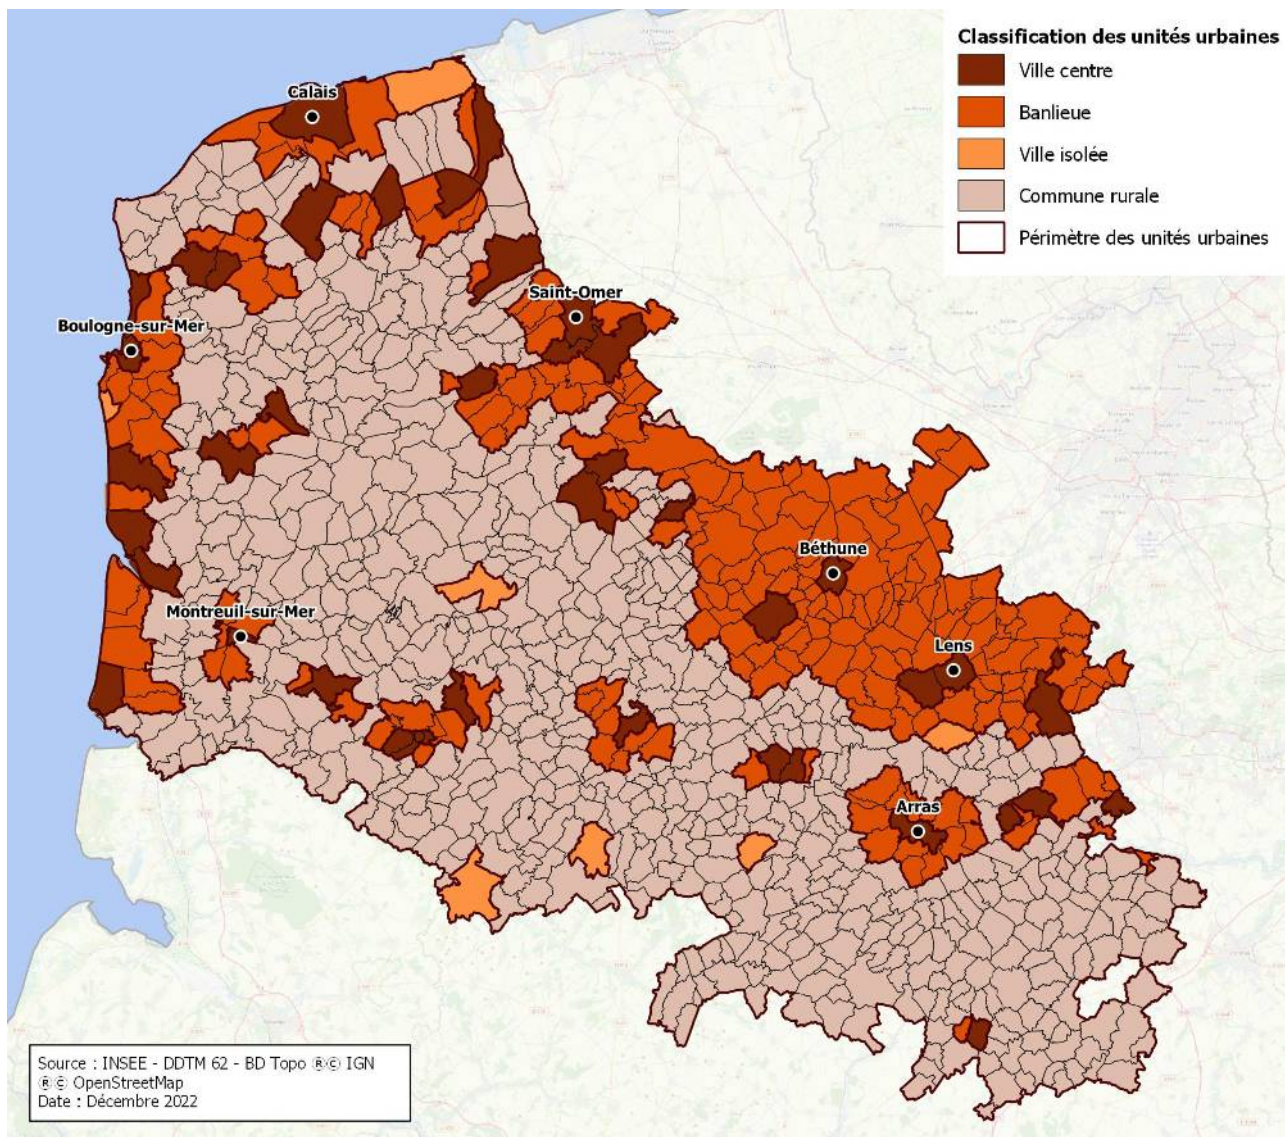 Classification des unités urbaines
Ville centre
Banlieue
Ville isolée
Commune rurale
Périmètre des unités urbaines
Calais
Saint-Omer
Boulogne-sur-Mer
Béthune
Montreuil-sur-Mer
Lens
Arras
Source : INSEE - DDTM 62 - BD Topo ®© IGN
®© OpenStreetMap
Date : Décembre 2022